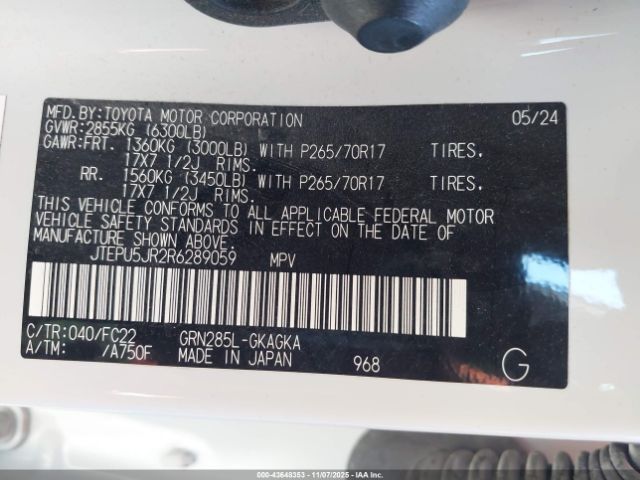 MFD.BY:TOYOTA MOTOR CORPORATION 05/24
GVWR:2855KG (6300LB)
GAWR:FRT. 1360KG (3000LB) WITH P265/70R17 TIRES,
17X7 1/2J RIMS.
RR. 1560KG (3450LB) WITH P265/70R17 TIRES,
17X7 1/2J RIMS.
THIS VEHICLE CONFORMS TO ALL APPLICABLE FEDERAL MOTOR
VEHICLE SAFETY STANDARDS IN EFFECT ON THE DATE OF
MANUFACTURE SHOWN ABOVE.
JTEPU5JR2R6289059 MPV
C/TR:040/FC22 GRN285L-GKAGKA
A/TM: /A750F MADE IN JAPAN 968 G
000-43648353 | 11/07/2025 | IAA Inc.